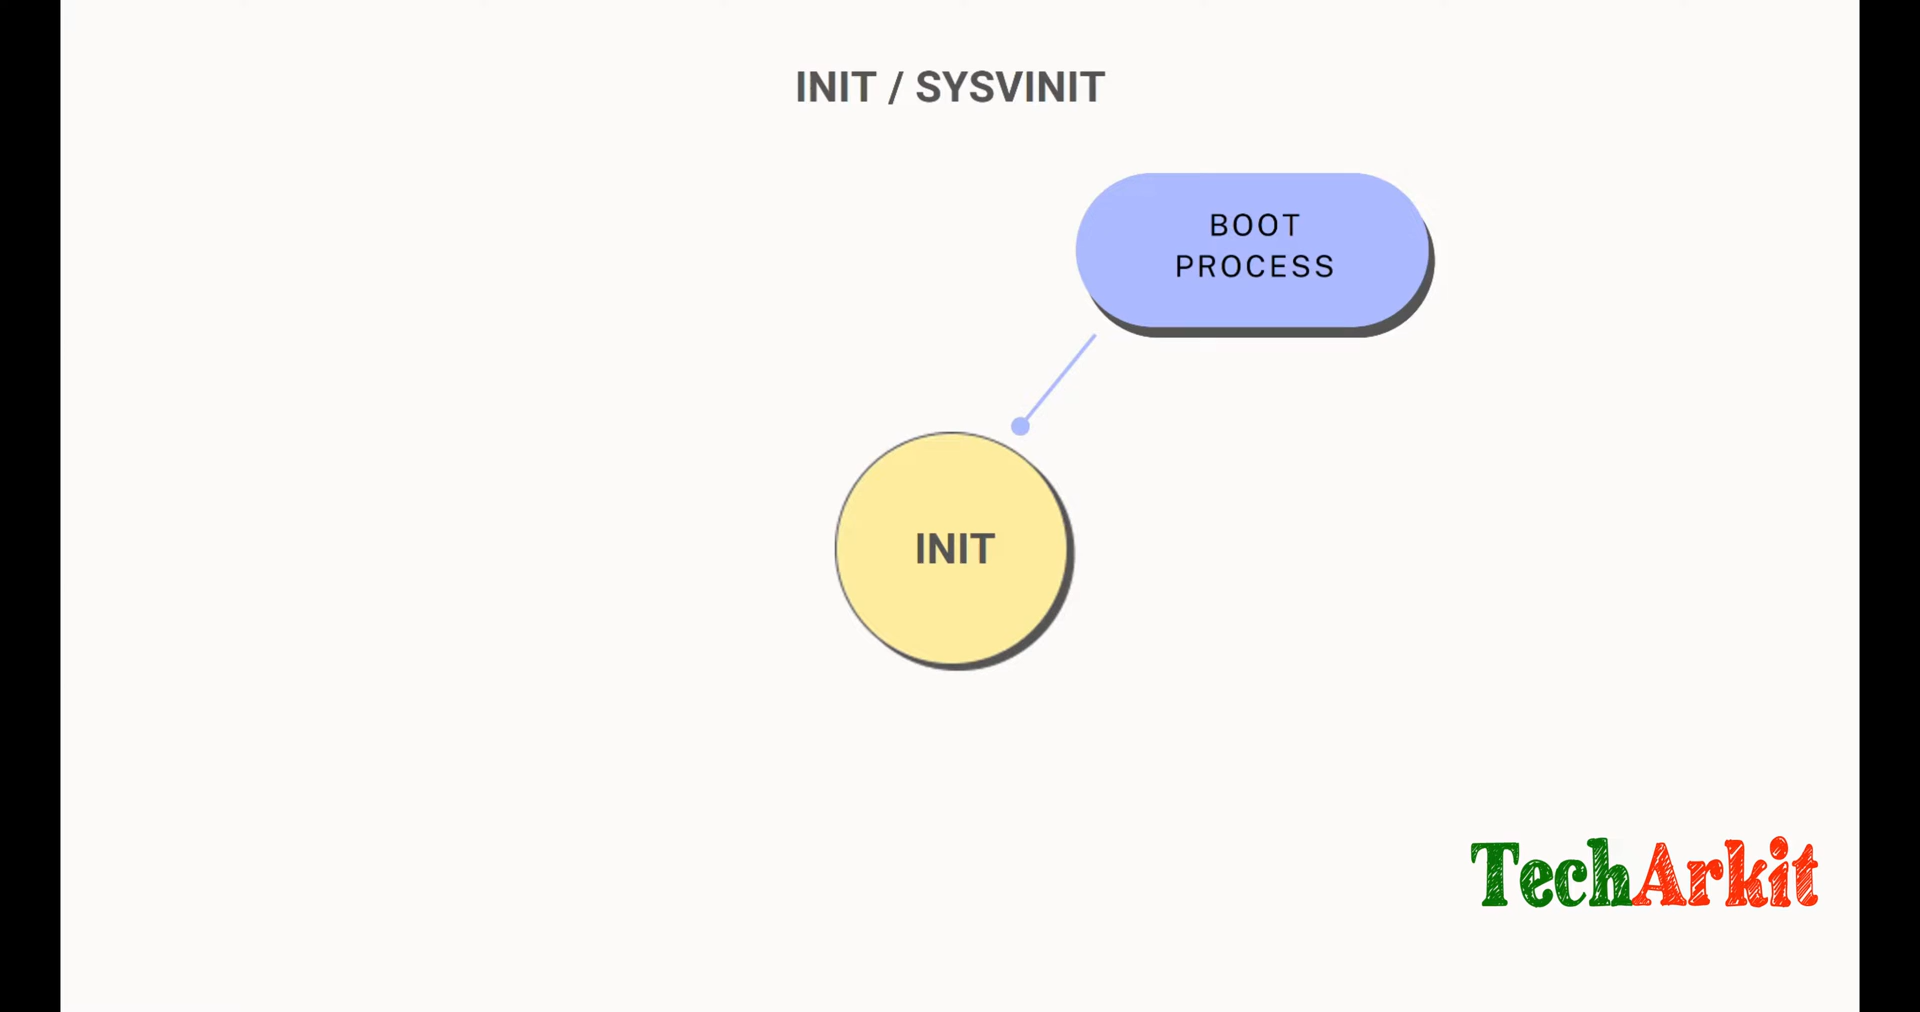 INIT / SYSVINIT
BOOT
PROCESS
INIT
TechArkit